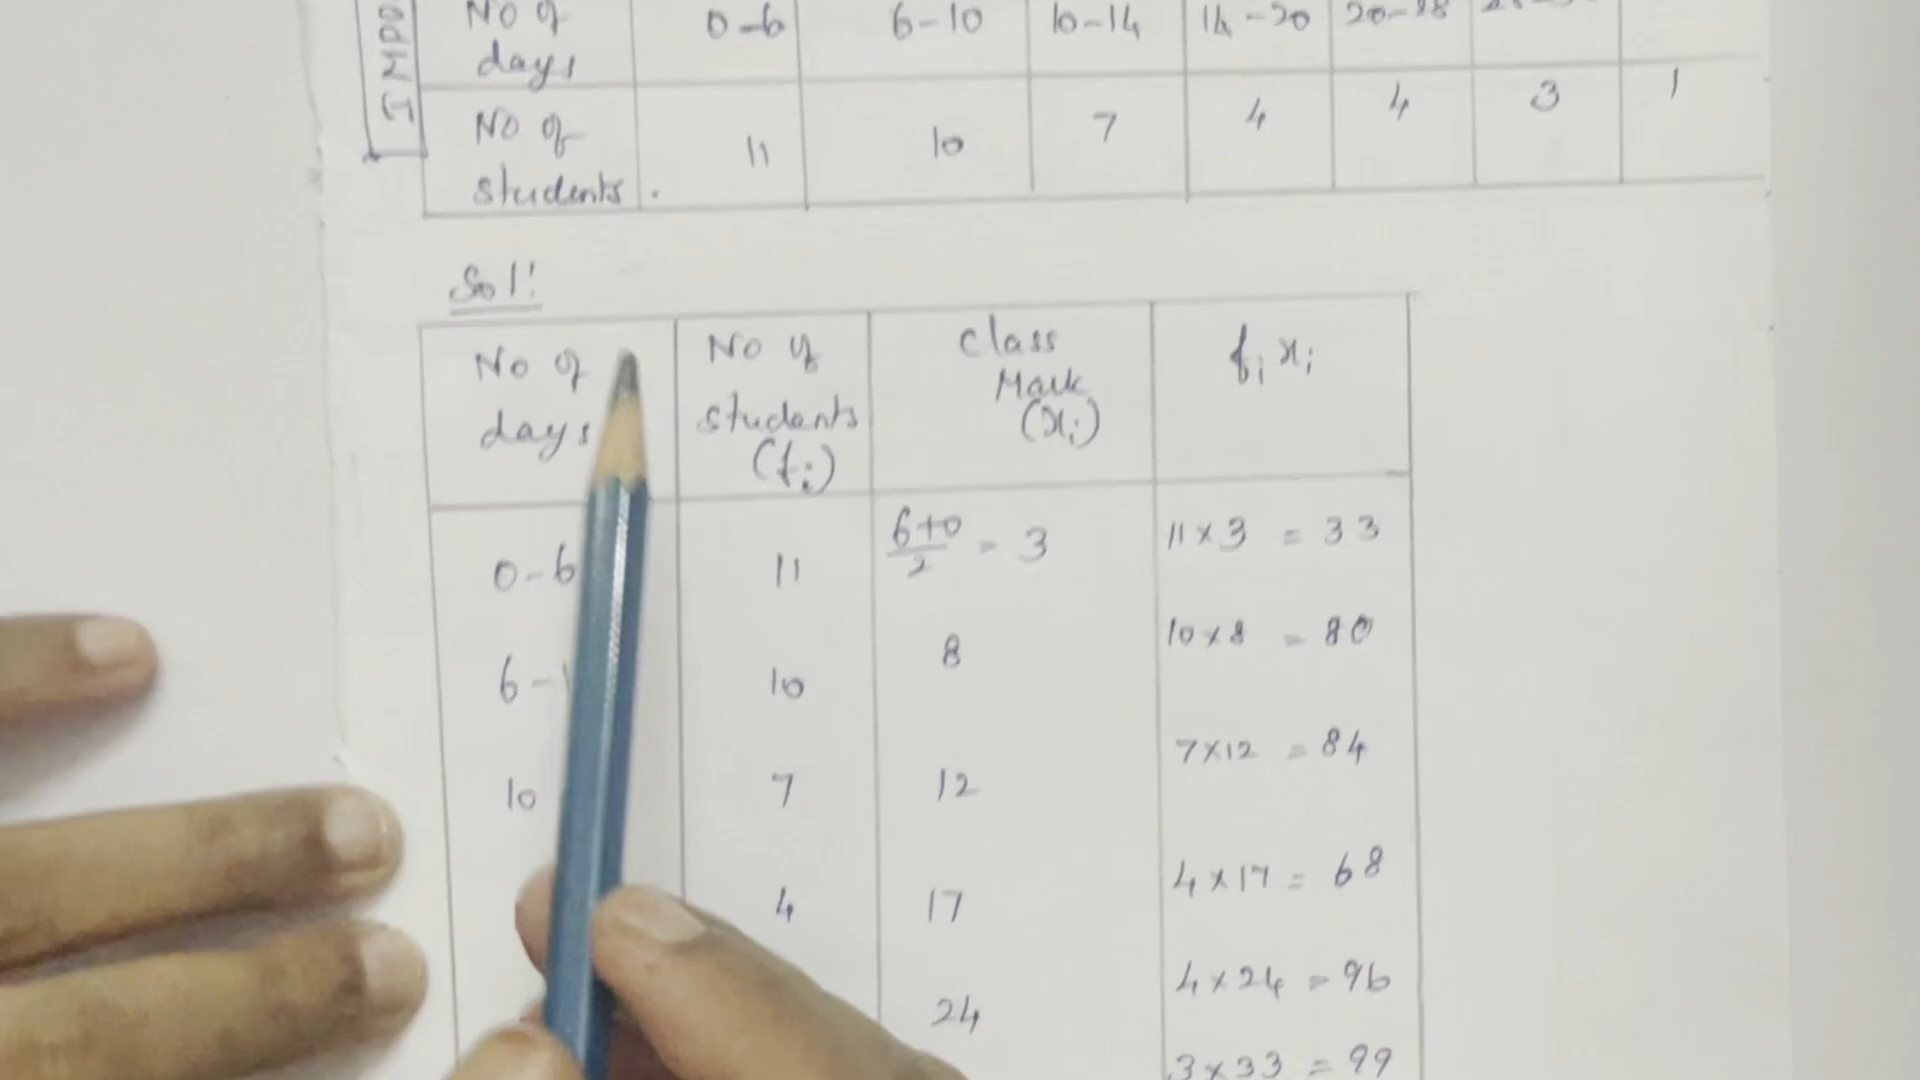 No of days 0-6 6-10 10-14 14-20
No of students 11 10 7 4 4 3 1
Sol:
No of days No of students (fi) Class Mark (xi) fi xi
0-6 11 6+0/2 = 3 11 x 3 = 33
6- 10 8 10 x 8 = 80
10 7 12 7 x 12 = 84
4 17 4 x 17 = 68
24 4 x 24 = 96
3 x 33 = 99